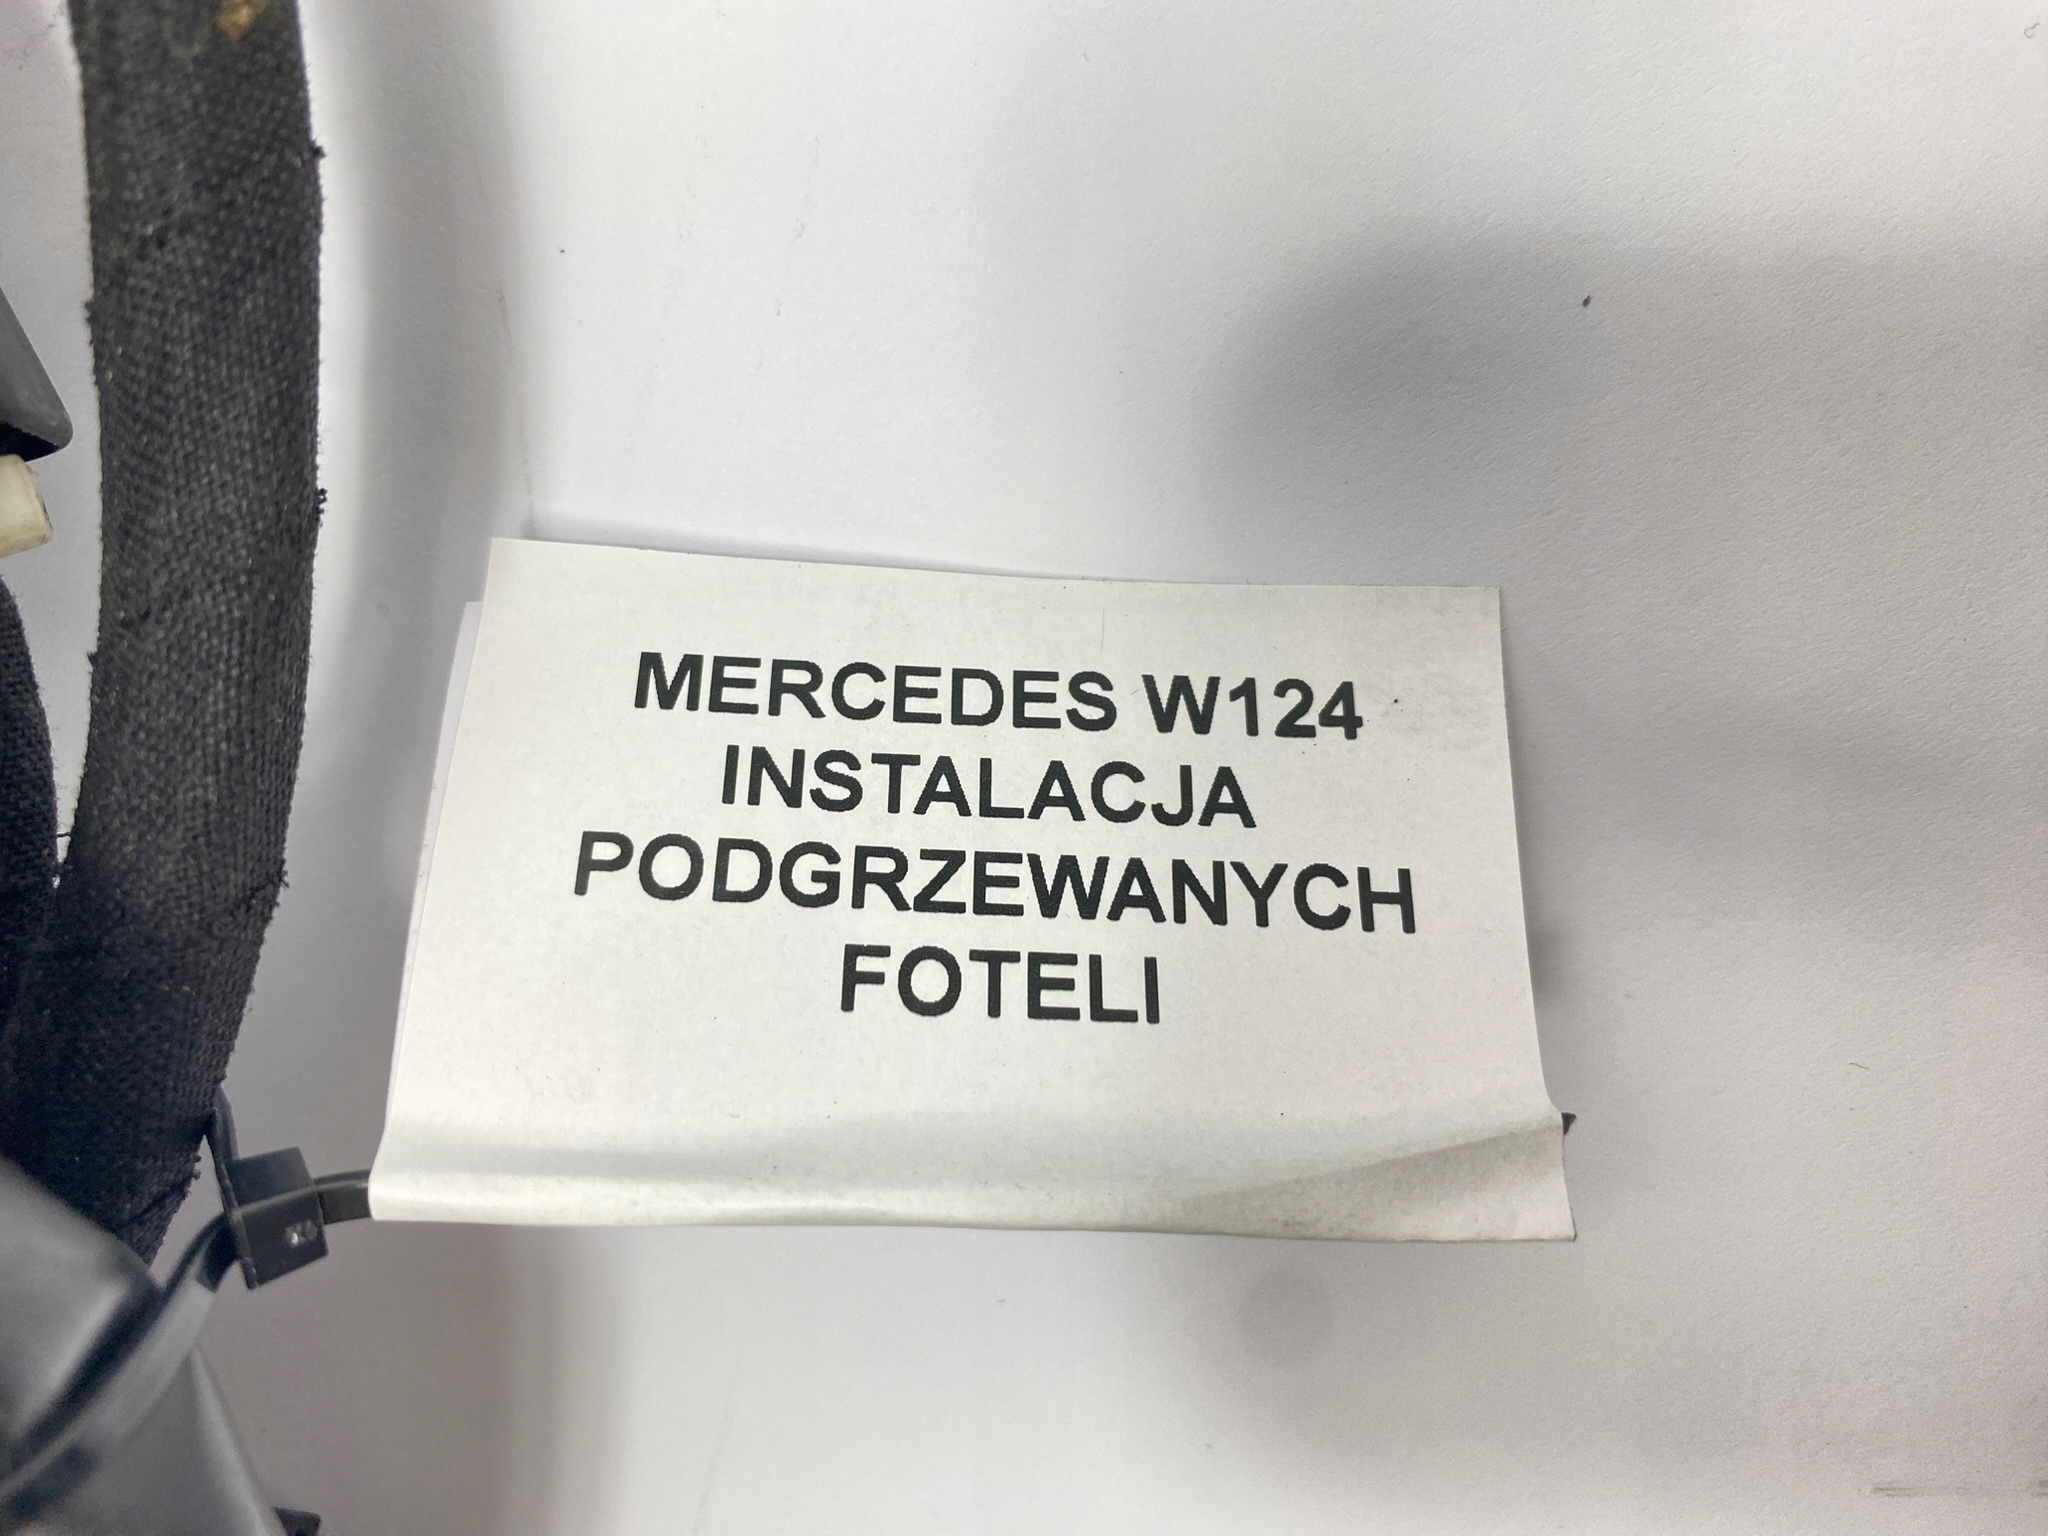 MERCEDES W124
INSTALACJA
PODGRZEWANYCH
FOTELI